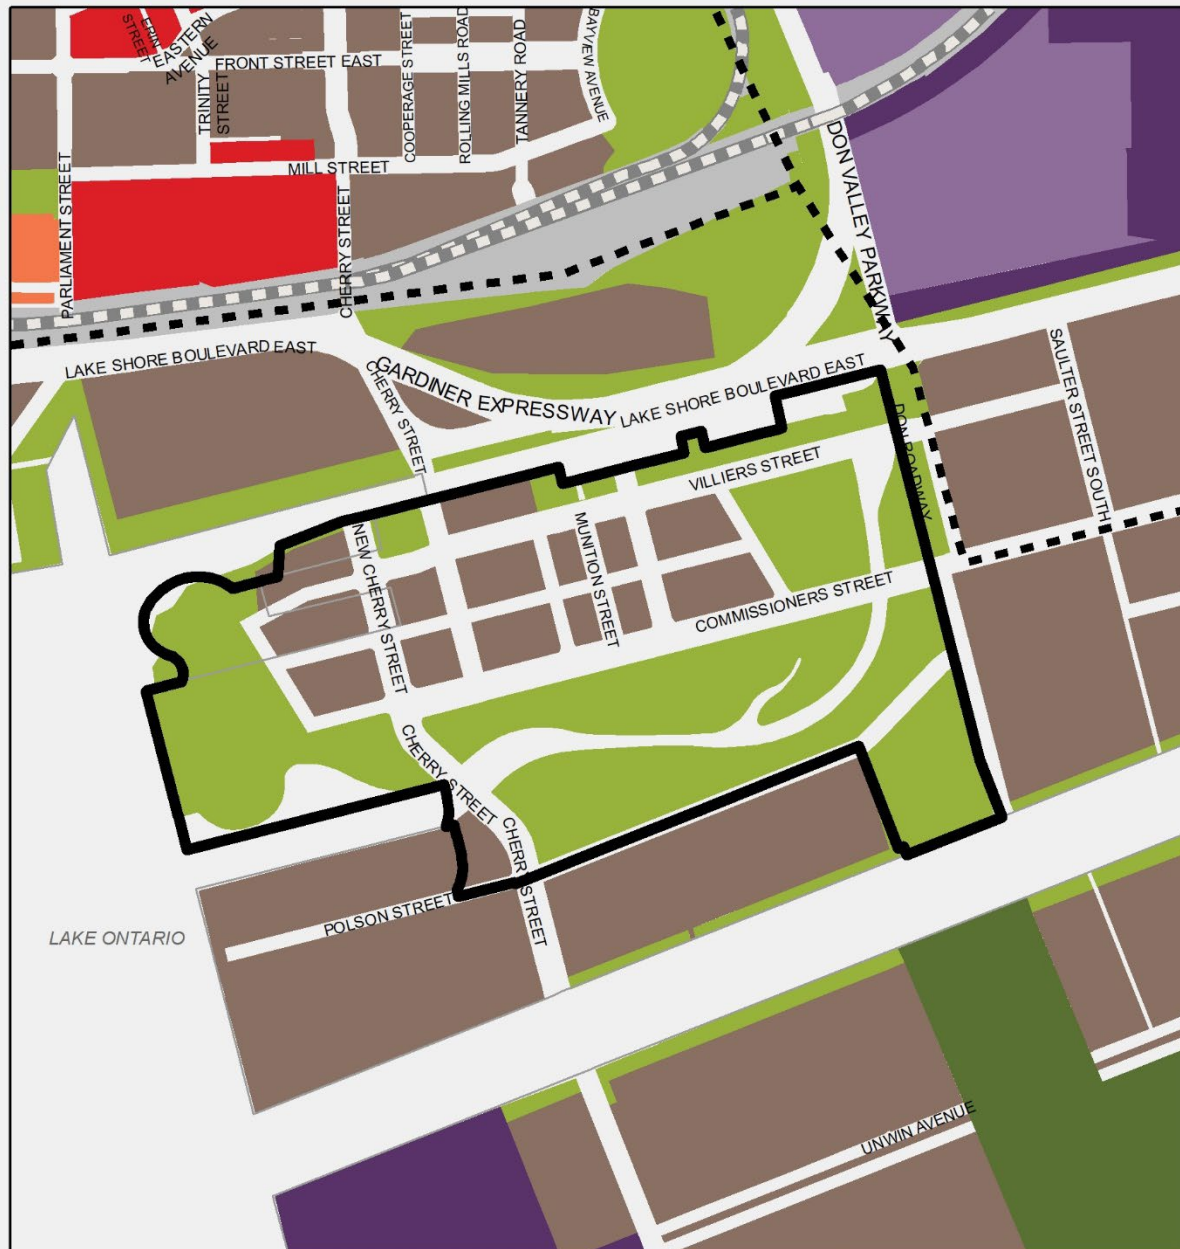 ERIN
STREET
EASTERN
AVENUE
FRONT STREET EAST
TRINITY
STREET
COOPERAGE STREET
ROLLING MILLS ROAD
TANNERY ROAD
BAYVIEW AVENUE
MILL STREET
PARLIAMENT STREET
CHERRY STREET
DON VALLEY PARKWAY
LAKE SHORE BOULEVARD EAST
GARDINER EXPRESSWAY
CHERRY STREET
LAKE SHORE BOULEVARD EAST
SAULTER STREET SOUTH
DON ROADWAY
VILLIERS STREET
NEW CHERRY STREET
MUNITION STREET
COMMISSIONERS STREET
CHERRY STREET
CHERRY STREET
POLSON STREET
LAKE ONTARIO
UNWIN AVENUE